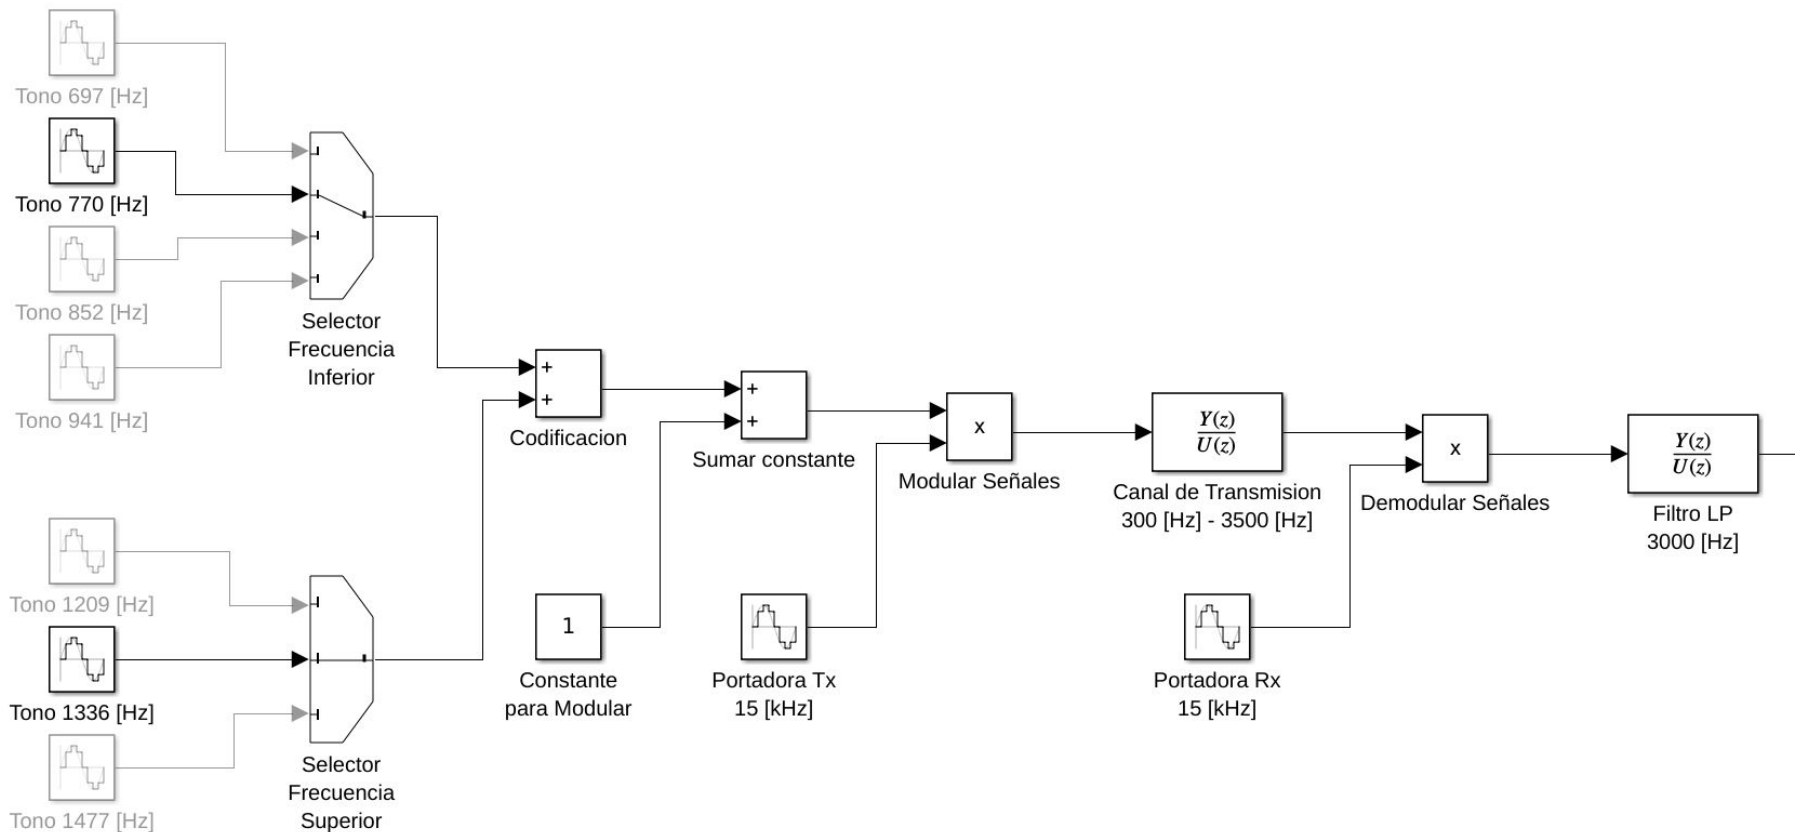 Tono 697 [Hz]
Tono 770 [Hz]
Tono 852 [Hz]
Tono 941 [Hz]
Selector
Frecuencia
Inferior
+
+
Codificacion
+
+
Sumar constante
x
Modular Señales
Y(z)
U(z)
Canal de Transmision
300 [Hz] - 3500 [Hz]
x
Demodular Señales
Y(z)
U(z)
Filtro LP
3000 [Hz]
Tono 1209 [Hz]
Tono 1336 [Hz]
Tono 1477 [Hz]
Selector
Frecuencia
Superior
1
Constante
para Modular
Portadora Tx
15 [kHz]
Portadora Rx
15 [kHz]